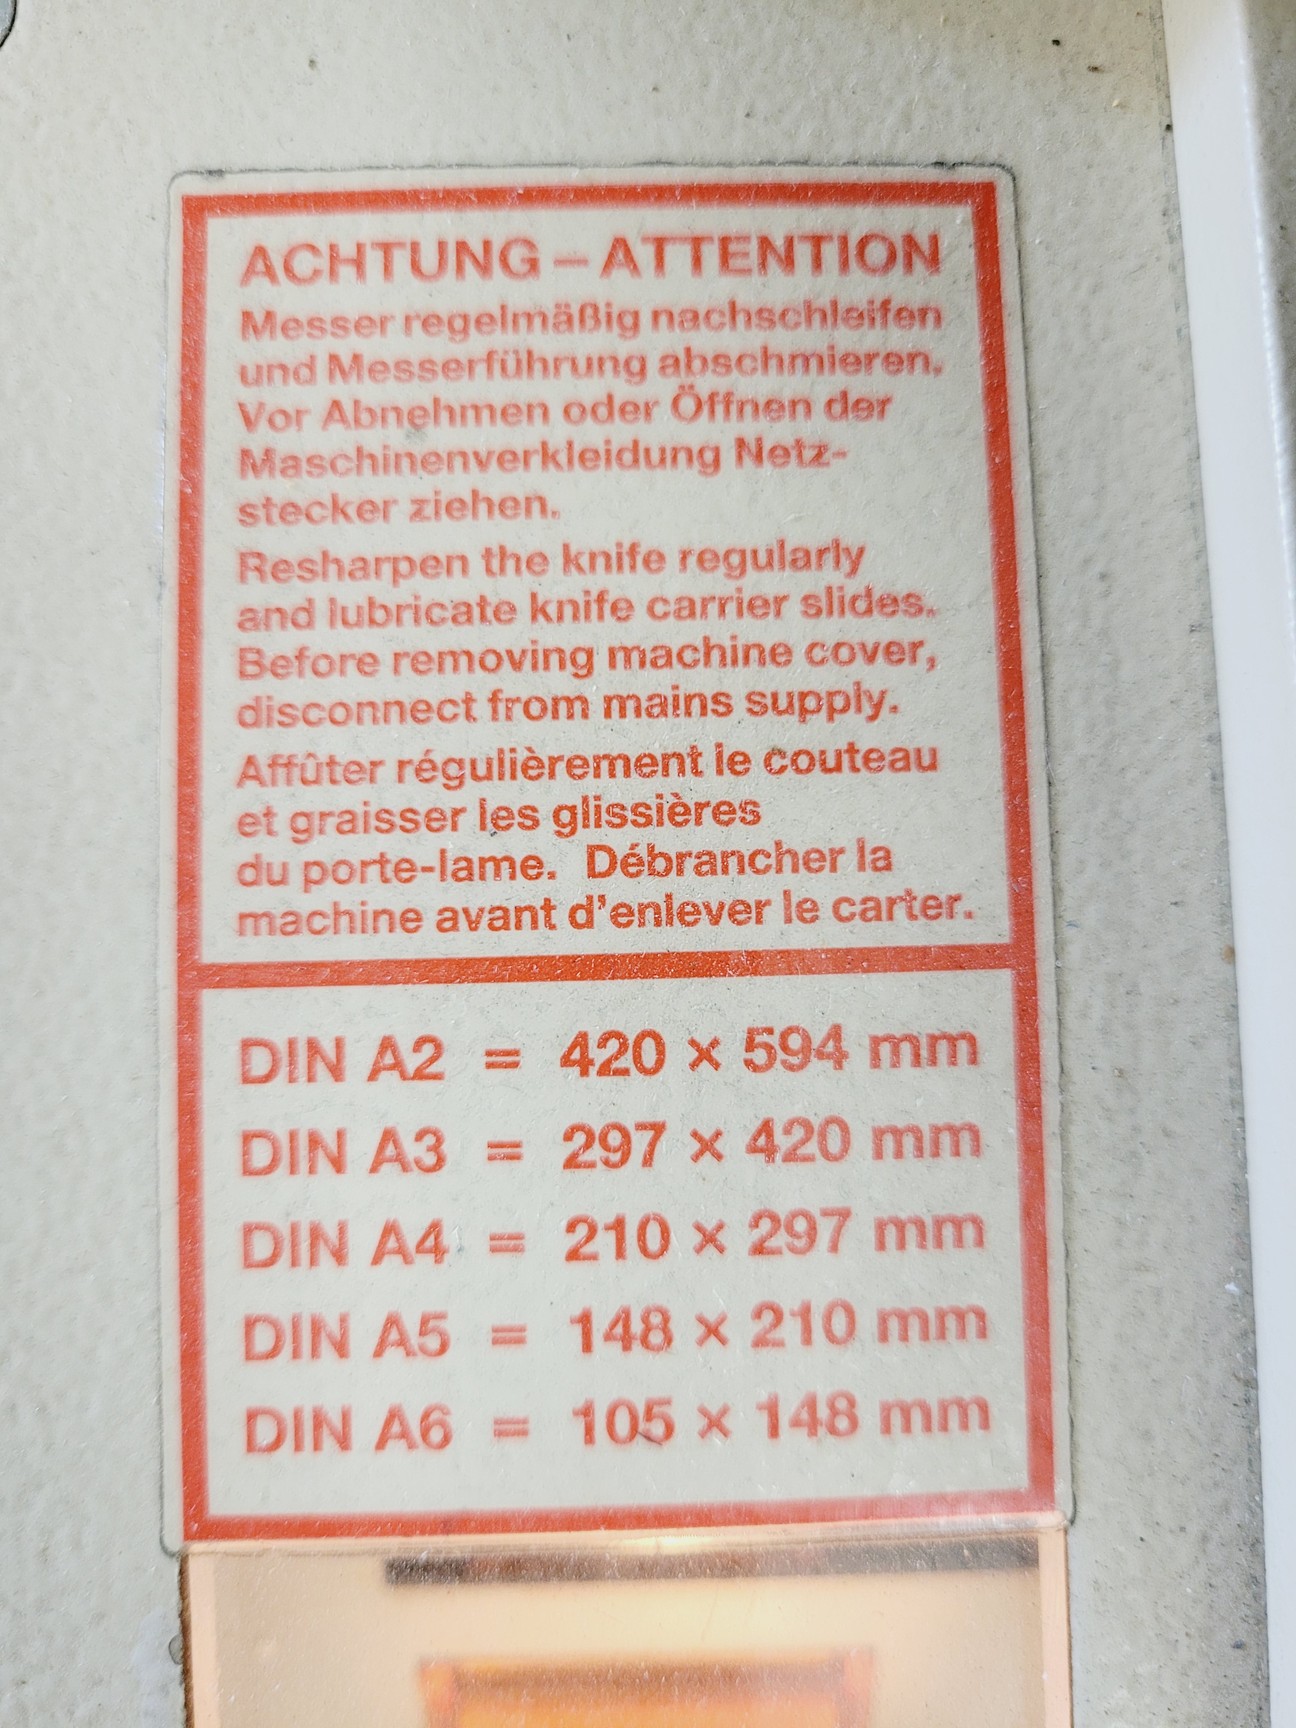 ACHTUNG – ATTENTION
Messer regelmäßig nachschleifen
und Messerführung abschmieren.
Vor Abnehmen oder Öffnen der
Maschinenverkleidung Netz-
stecker ziehen.
Resharpen the knife regularly
and lubricate knife carrier slides.
Before removing machine cover,
disconnect from mains supply.
Affûter régulièrement le couteau
et graisser les glissières
du porte-lame. Débrancher la
machine avant d'enlever le carter.
DIN A2 = 420 × 594 mm
DIN A3 = 297 × 420 mm
DIN A4 = 210 × 297 mm
DIN A5 = 148 × 210 mm
DIN A6 = 105 × 148 mm